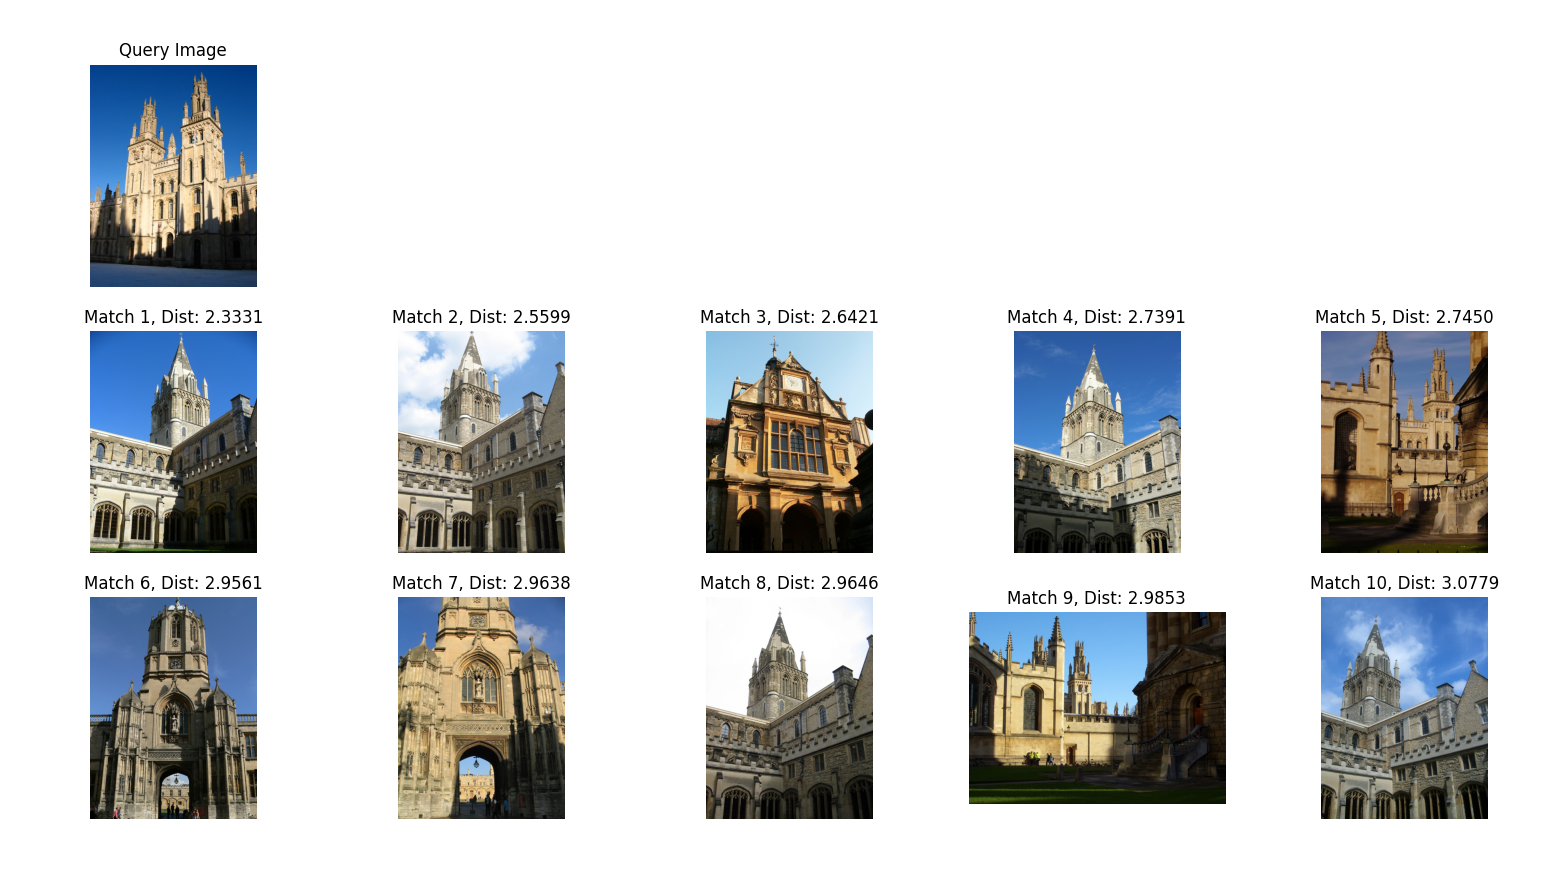 Query Image
Match 1, Dist: 2.3331
Match 2, Dist: 2.5599
Match 3, Dist: 2.6421
Match 4, Dist: 2.7391
Match 5, Dist: 2.7450
Match 6, Dist: 2.9561
Match 7, Dist: 2.9638
Match 8, Dist: 2.9646
Match 9, Dist: 2.9853
Match 10, Dist: 3.0779